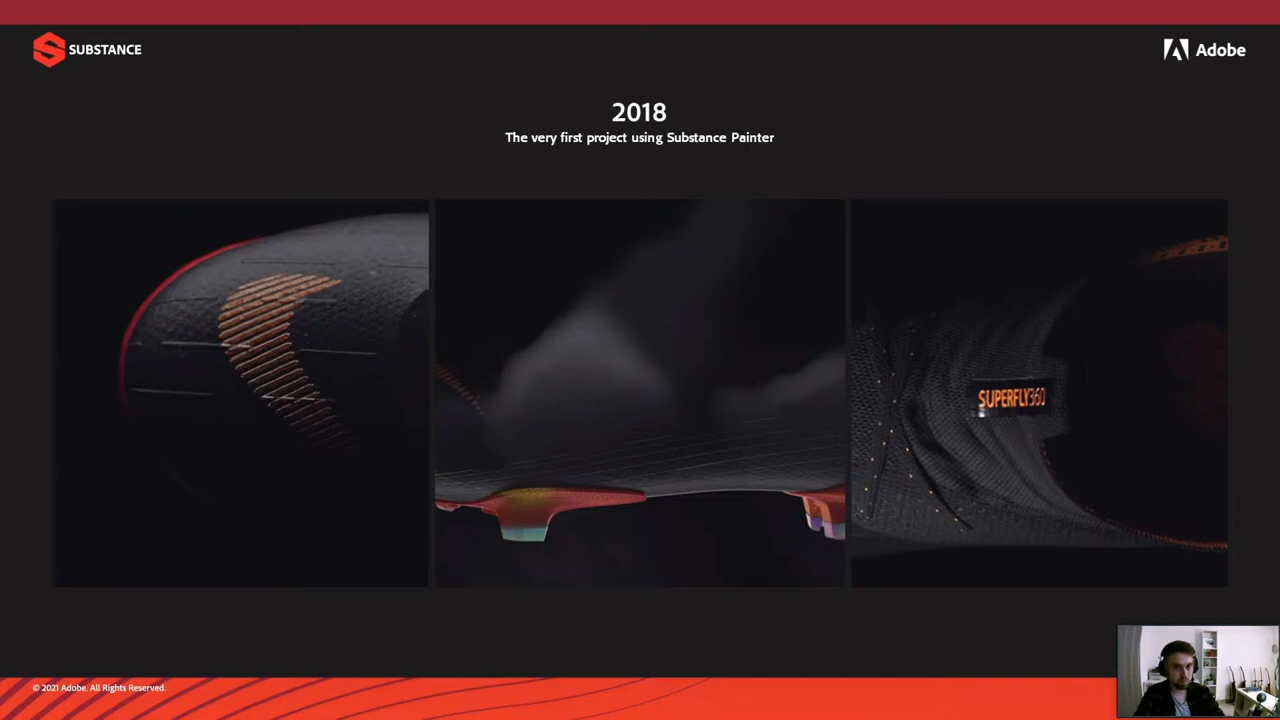 SUBSTANCE
Adobe
2018
The very first project using Substance Painter
SUPERFLY360
© 2021 Adobe. All Rights Reserved.